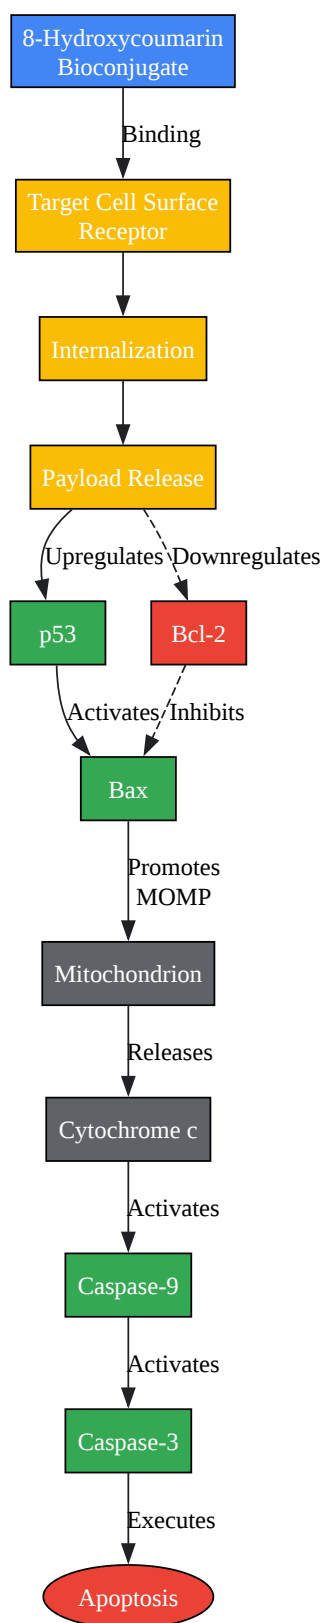 8-Hydroxycoumarin
Bioconjugate
Binding
Target Cell Surface
Receptor
Internalization
Payload Release
Upregulates
Downregulates
p53
Bcl-2
Activates
Inhibits
Bax
Promotes
MOMP
Mitochondrion
Releases
Cytochrome c
Activates
Caspase-9
Activates
Caspase-3
Executes
Apoptosis